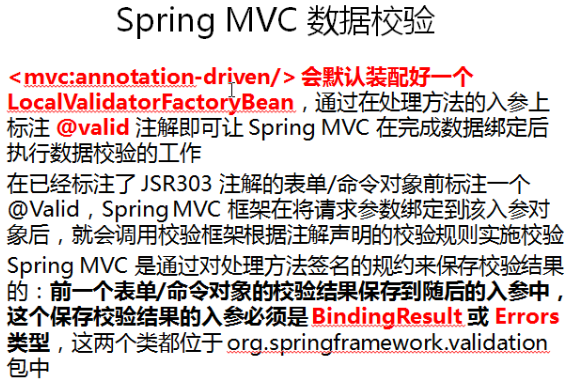 Spring MVC 数据校验
<mvc:annotation-driven/> 会默认装配好一个
LocalValidatorFactoryBean，通过在处理方法的入参上
标注 @valid 注解即可让 Spring MVC 在完成数据绑定后
执行数据校验的工作
在已经标注了 JSR303 注解的表单/命令对象前标注一个
@Valid，Spring MVC 框架在将请求参数绑定到该入参对
象后，就会调用校验框架根据注解声明的校验规则实施校验
Spring MVC 是通过对处理方法签名的规约来保存校验结果
的：前一个表单/命令对象的校验结果保存到随后的入参中，
这个保存校验结果的入参必须是 BindingResult 或 Errors
类型，这两个类都位于 org.springframework.validation
包中